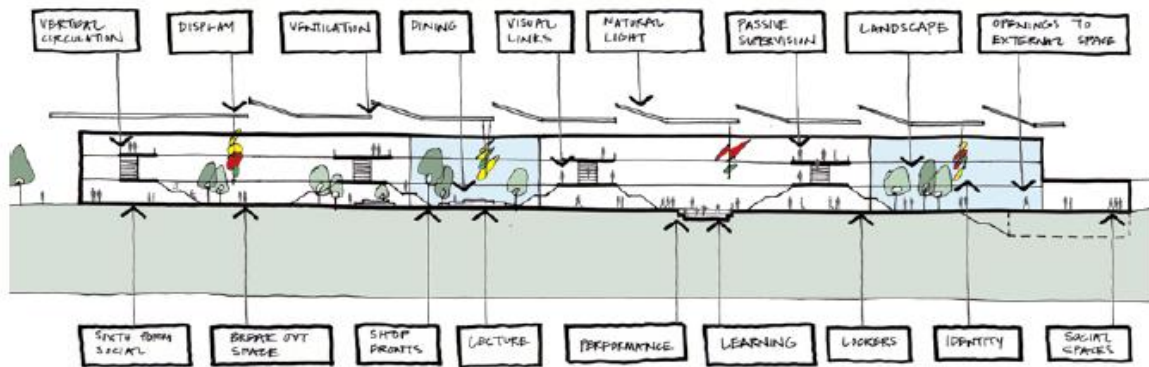 VERTICAL
CIRCULATION
DISPLAY
VENTILATION
DINING
VISUAL
LINKS
NATURAL
LIGHT
PASSIVE
SUPERVISION
LANDSCAPE
OPENINGS TO
EXTERNAL SPACE
SIXTH FORM
SOCIAL
BREAK OUT
SPACE
SHOP
FRONTS
LECTURE
PERFORMANCE
LEARNING
LOCKERS
IDENTITY
SOCIAL
SPACES